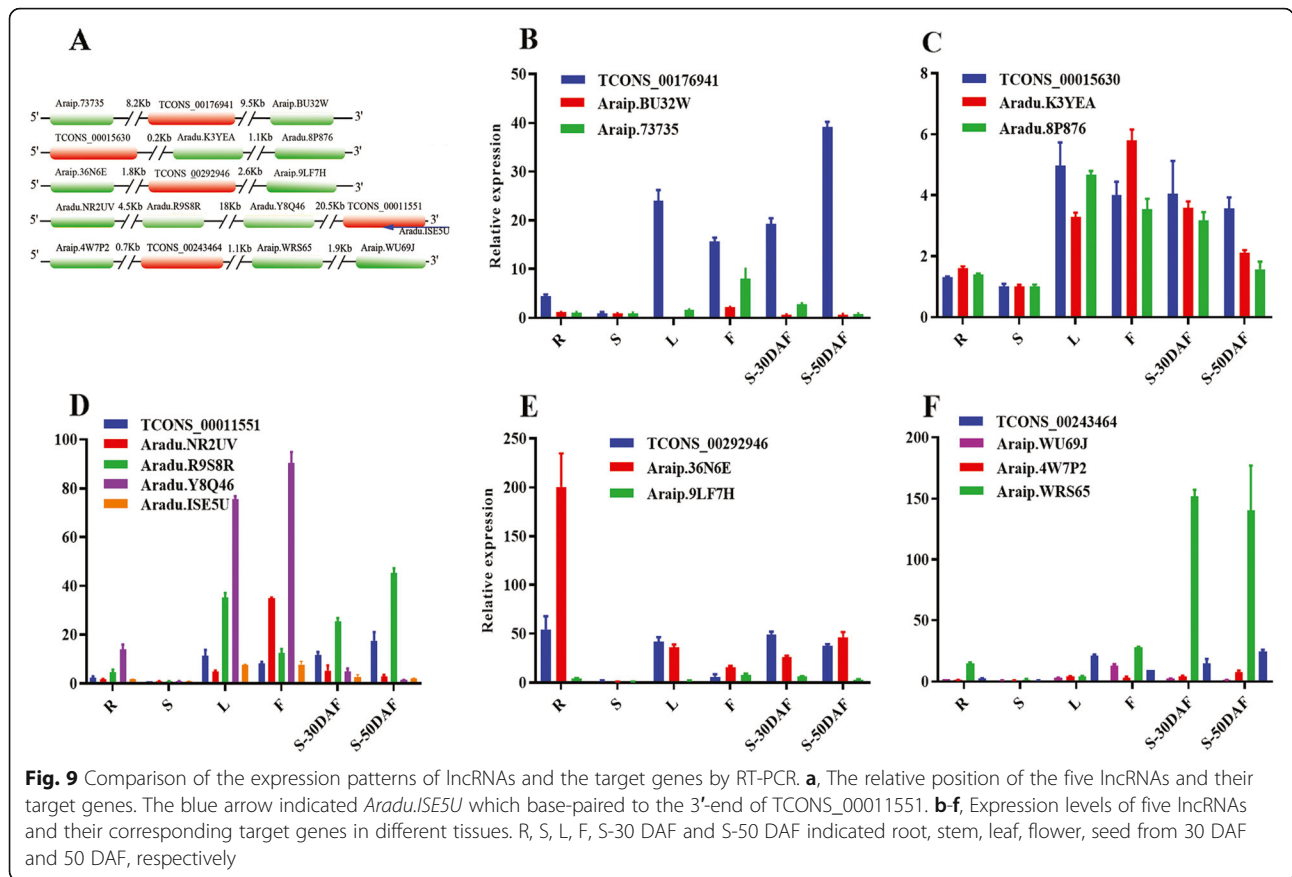 A
Araip.73735 8.2Kb TCONS_00176941 9.5Kb Araip.BU32W
5' 3'
TCONS_00015630 0.2Kb Aradu.K3YEA 1.1Kb Aradu.8P876
5' 3'
Araip.36N6E 1.8Kb TCONS_00292946 2.6Kb Araip.9LF7H
5' 3'
Aradu.NR2UV 4.5Kb Aradu.R9S8R 18Kb Aradu.Y8Q46 20.5Kb TCONS_00011551
5' 3'
Aradu.ISE5U
Araip.4W7P2 0.7Kb TCONS_00243464 1.1Kb Araip.WRS65 1.9Kb Araip.WU69J
5' 3'
B
TCONS_00176941
Araip.BU32W
Araip.73735
Relative expression
50
40
30
20
10
0
R S L F S-30DAF S-50DAF
C
TCONS_00015630
Aradu.K3YEA
Aradu.8P876
8
6
4
2
0
R S L F S-30DAF S-50DAF
D
TCONS_00011551
Aradu.NR2UV
Aradu.R9S8R
Aradu.Y8Q46
Aradu.ISE5U
100
80
60
40
20
0
R S L F S-30DAF S-50DAF
E
TCONS_00292946
Araip.36N6E
Araip.9LF7H
Relative expression
250
200
150
100
50
0
R S L F S-30DAF S-50DAF
F
TCONS_00243464
Araip.WU69J
Araip.4W7P2
Araip.WRS65
200
150
100
50
0
R S L F S-30DAF S-50DAF
Fig. 9 Comparison of the expression patterns of lncRNAs and the target genes by RT-PCR. a, The relative position of the five lncRNAs and their
target genes. The blue arrow indicated Aradu.ISE5U which base-paired to the 3′-end of TCONS_00011551. b-f, Expression levels of five lncRNAs
and their corresponding target genes in different tissues. R, S, L, F, S-30 DAF and S-50 DAF indicated root, stem, leaf, flower, seed from 30 DAF
and 50 DAF, respectively